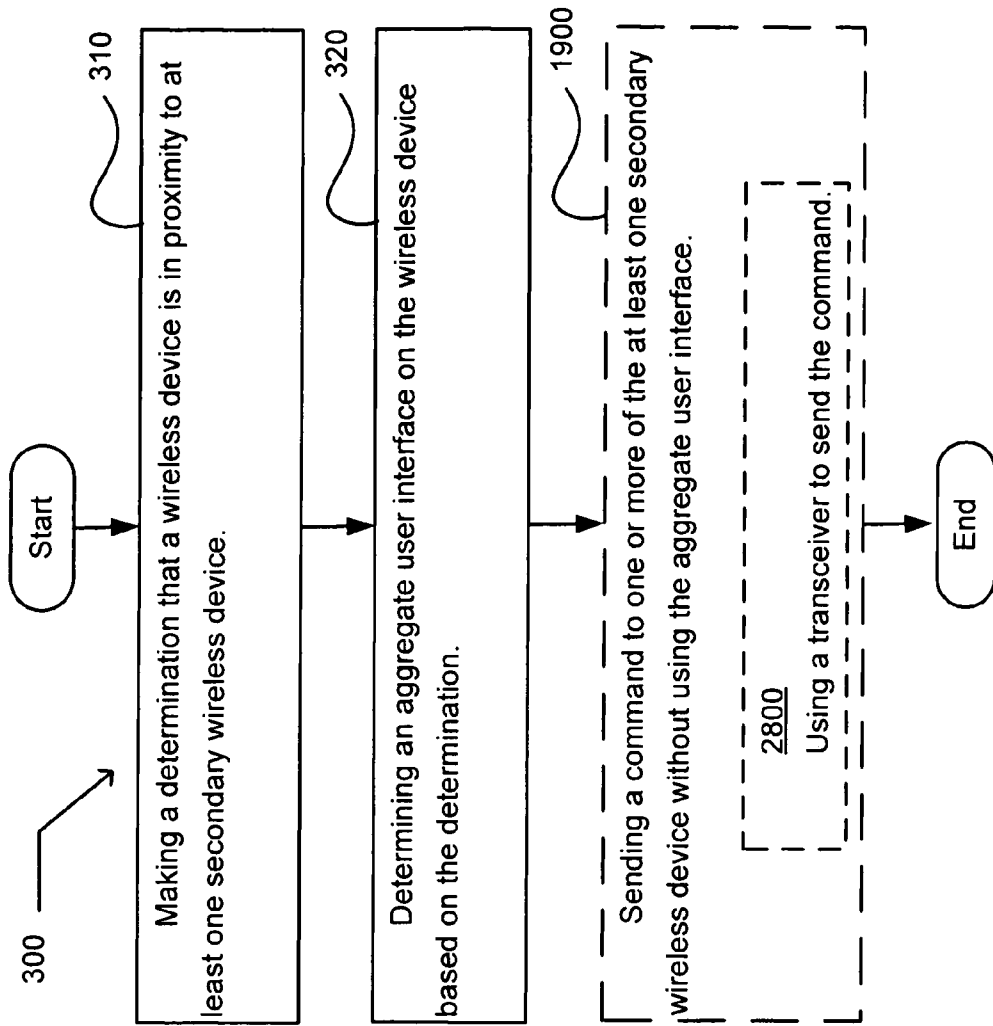 Start
300
310
Making a determination that a wireless device is in proximity to at
least one secondary wireless device.
320
Determining an aggregate user interface on the wireless device
based on the determination.
1900
Sending a command to one or more of the at least one secondary
wireless device without using the aggregate user interface.
2800
Using a transceiver to send the command.
End